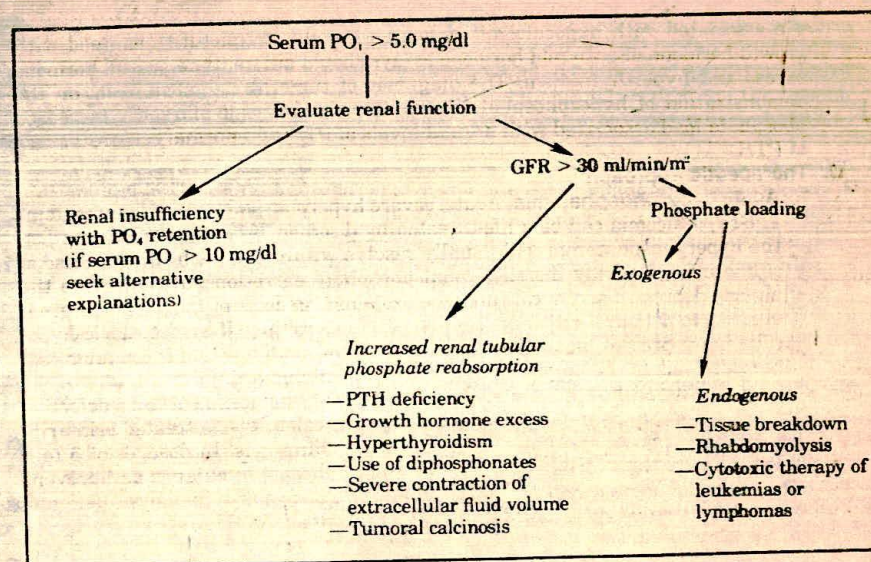 Serum PO₄ > 5.0 mg/dl
Evaluate renal function
GFR > 30 ml/min/m²
Renal insufficiency
with PO₄ retention
(if serum PO > 10 mg/dl
seek alternative
explanations)
Phosphate loading
Exogenous
Increased renal tubular
phosphate reabsorption
—PTH deficiency
—Growth hormone excess
—Hyperthyroidism
—Use of diphosphonates
—Severe contraction of
extracellular fluid volume
—Tumoral calcinosis
Endogenous
—Tissue breakdown
—Rhabdomyolysis
—Cytotoxic therapy of
leukemias or
lymphomas